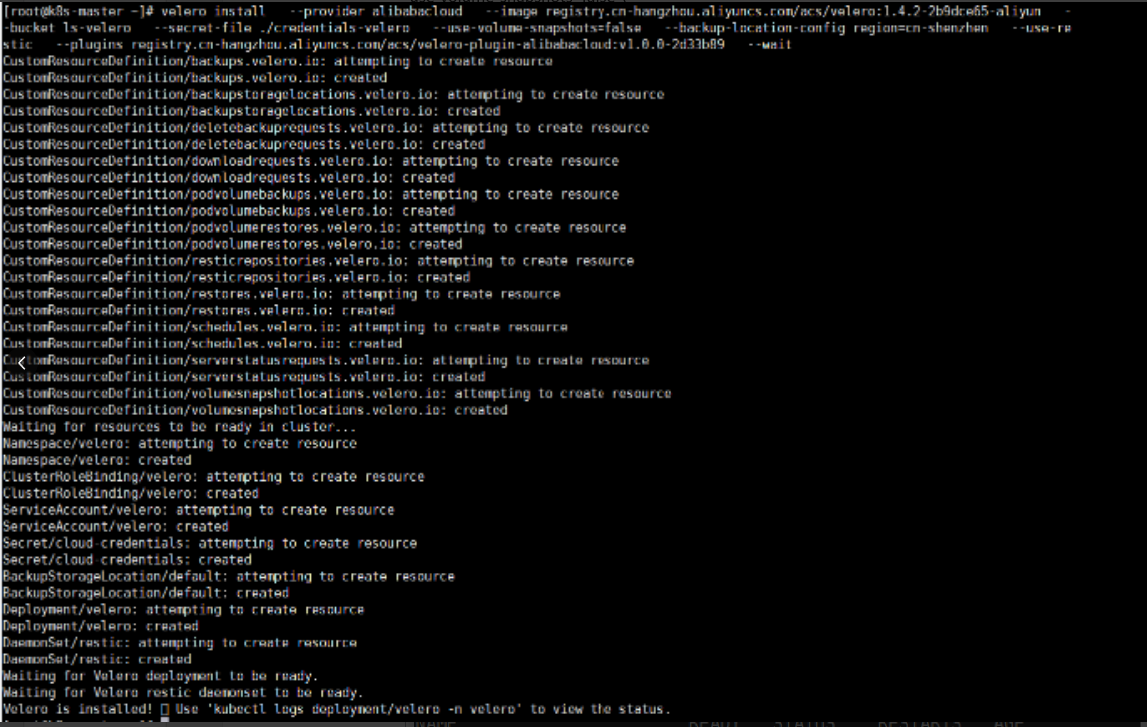 [root@k8s-master ~]# velero install   --provider alibabacloud   --image registry.cn-hangzhou.aliyuncs.com/acs/velero:1.4.2-2b9dce65-aliyun   -
-bucket ls-velero   --secret-file ./credentials-velero   --use-volume-snapshots=false   --backup-location-config region=cn-shenzhen   --use-re
stic   --plugins registry.cn-hangzhou.aliyuncs.com/acs/velero-plugin-alibabacloud:v1.0.0-2d33b89   --wait
CustomResourceDefinition/backups.velero.io: attempting to create resource
CustomResourceDefinition/backups.velero.io: created
CustomResourceDefinition/backupstoragelocations.velero.io: attempting to create resource
CustomResourceDefinition/backupstoragelocations.velero.io: created
CustomResourceDefinition/deletebackuprequests.velero.io: attempting to create resource
CustomResourceDefinition/deletebackuprequests.velero.io: created
CustomResourceDefinition/downloadrequests.velero.io: attempting to create resource
CustomResourceDefinition/downloadrequests.velero.io: created
CustomResourceDefinition/podvolumebackups.velero.io: attempting to create resource
CustomResourceDefinition/podvolumebackups.velero.io: created
CustomResourceDefinition/podvolumerestores.velero.io: attempting to create resource
CustomResourceDefinition/podvolumerestores.velero.io: created
CustomResourceDefinition/resticrepositories.velero.io: attempting to create resource
CustomResourceDefinition/resticrepositories.velero.io: created
CustomResourceDefinition/restores.velero.io: attempting to create resource
CustomResourceDefinition/restores.velero.io: created
CustomResourceDefinition/schedules.velero.io: attempting to create resource
CustomResourceDefinition/schedules.velero.io: created
CustomResourceDefinition/serverstatusrequests.velero.io: attempting to create resource
CustomResourceDefinition/serverstatusrequests.velero.io: created
CustomResourceDefinition/volumesnapshotlocations.velero.io: attempting to create resource
CustomResourceDefinition/volumesnapshotlocations.velero.io: created
Waiting for resources to be ready in cluster...
Namespace/velero: attempting to create resource
Namespace/velero: created
ClusterRoleBinding/velero: attempting to create resource
ClusterRoleBinding/velero: created
ServiceAccount/velero: attempting to create resource
ServiceAccount/velero: created
Secret/cloud-credentials: attempting to create resource
Secret/cloud-credentials: created
BackupStorageLocation/default: attempting to create resource
BackupStorageLocation/default: created
Deployment/velero: attempting to create resource
Deployment/velero: created
DaemonSet/restic: attempting to create resource
DaemonSet/restic: created
Waiting for Velero deployment to be ready.
Waiting for Velero restic daemonset to be ready.
Velero is installed! Use 'kubectl logs deployment/velero -n velero' to view the status.